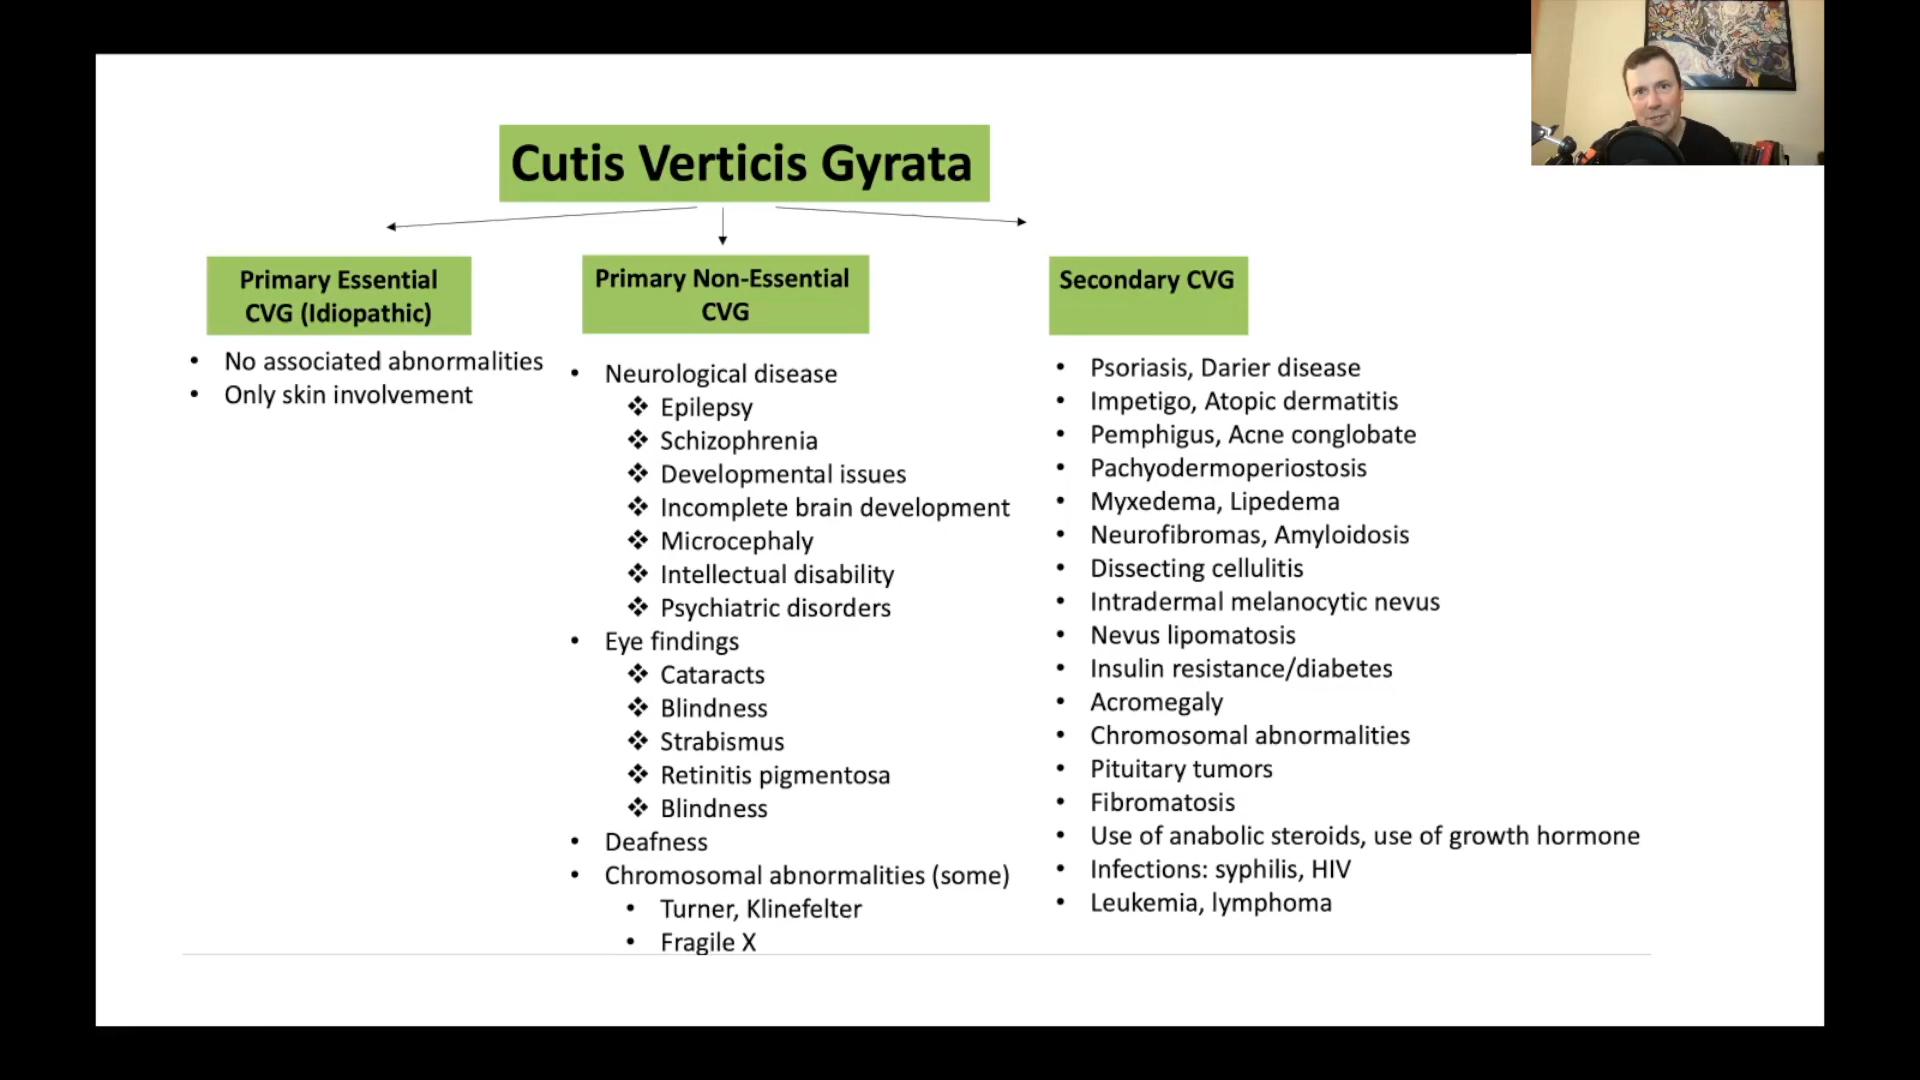 Cutis Verticis Gyrata
Primary Essential
CVG (Idiopathic)
• No associated abnormalities
• Only skin involvement
Primary Non-Essential
CVG
• Neurological disease
❖ Epilepsy
❖ Schizophrenia
❖ Developmental issues
❖ Incomplete brain development
❖ Microcephaly
❖ Intellectual disability
❖ Psychiatric disorders
• Eye findings
❖ Cataracts
❖ Blindness
❖ Strabismus
❖ Retinitis pigmentosa
❖ Blindness
• Deafness
• Chromosomal abnormalities (some)
• Turner, Klinefelter
• Fragile X
Secondary CVG
• Psoriasis, Darier disease
• Impetigo, Atopic dermatitis
• Pemphigus, Acne conglobate
• Pachyodermoperiostosis
• Myxedema, Lipedema
• Neurofibromas, Amyloidosis
• Dissecting cellulitis
• Intradermal melanocytic nevus
• Nevus lipomatosis
• Insulin resistance/diabetes
• Acromegaly
• Chromosomal abnormalities
• Pituitary tumors
• Fibromatosis
• Use of anabolic steroids, use of growth hormone
• Infections: syphilis, HIV
• Leukemia, lymphoma